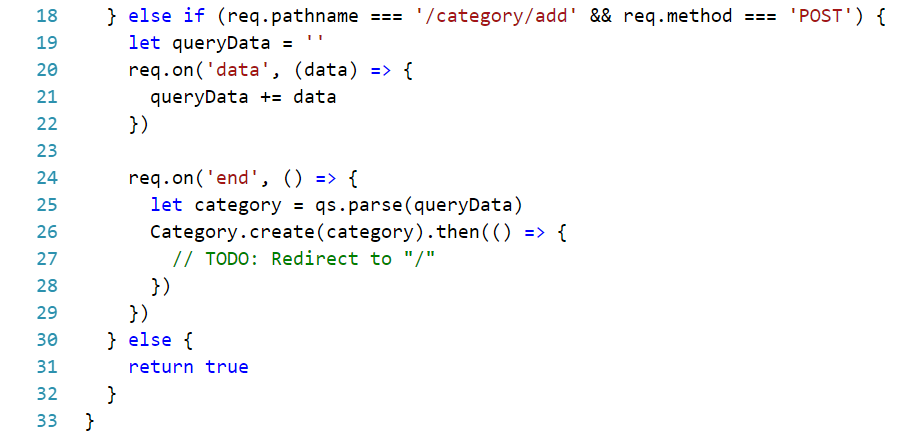 18    } else if (req.pathname === '/category/add' && req.method === 'POST') {
19      let queryData = ''
20      req.on('data', (data) => {
21        queryData += data
22      })
23
24      req.on('end', () => {
25        let category = qs.parse(queryData)
26        Category.create(category).then(() => {
27          // TODO: Redirect to "/"
28        })
29      })
30    } else {
31      return true
32    }
33  }